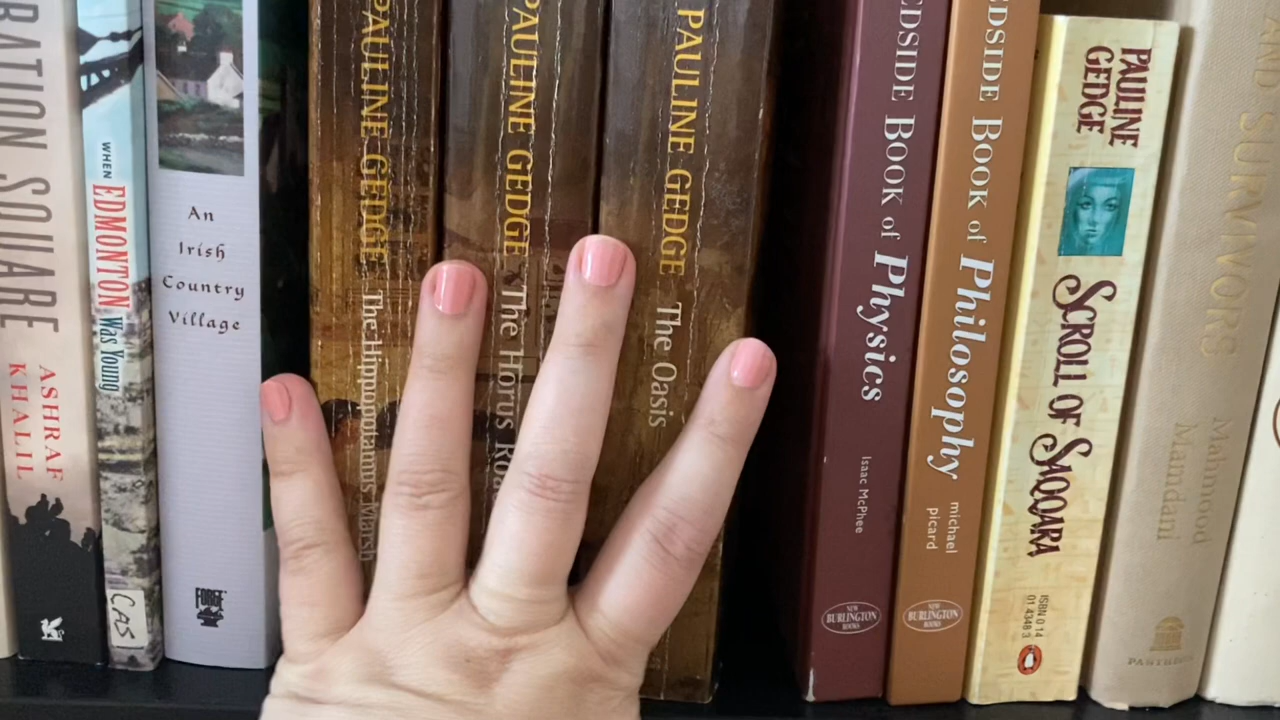 RATION SQUARE
ASHRAF
KHALIL
WHEN
EDMONTON
Was Young
CAS
An
Irish
Country
Village
FORGE
PAULINE GEDGE
The Hippopotamus Marsh
PAULINE GEDGE
The Horus Roa
PAULINE GEDGE
The Oasis
EDSIDE BOOK of Physics
Isaac McPhee
NEW
BURLINGTON
BOOKS
EDSIDE BOOK of Philosophy
michael
picard
NEW
BURLINGTON
BOOKS
PAULINE
GEDGE
SCROLL OF SAQQARA
ISBN 0 14
01 4348 3
AND SURVIVORS
Mahmood
Mamdani
PANTHEON